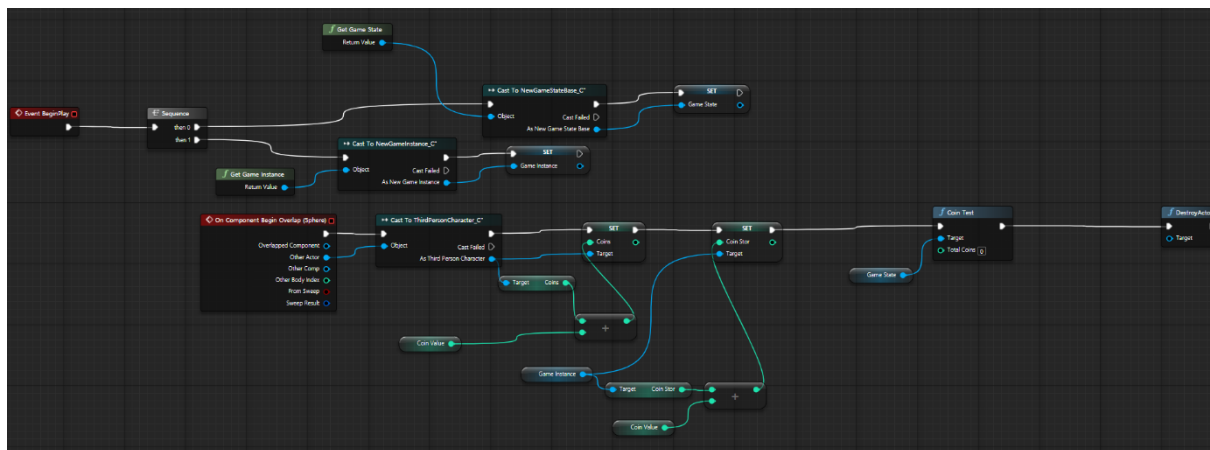 Get Game State
Return Value
Cast To NewGameStateBase_C"
Object
Cast Failed
As New Game State Base
SET
Game State
Event BeginPlay
Sequence
then 0
then 1
Cast To NewGameInstance_C"
Object
Cast Failed
As New Game Instance
SET
Game Instance
Get Game Instance
Return Value
On Component Begin Overlap (Sphere)
Overlapped Component
Other Actor
Other Comp
Other Body Index
From Sweep
Sweep Result
Cast To ThirdPersonCharacter_C"
Object
Cast Failed
As Third Person Character
SET
Coins
Target
SET
Coin Stor
Target
Coin Test
Target
Total Coins 0
DestroyActo
Target
Target Coins
Game State
+
Coin Value
Game Instance
Target Coin Stor
+
Coin Value